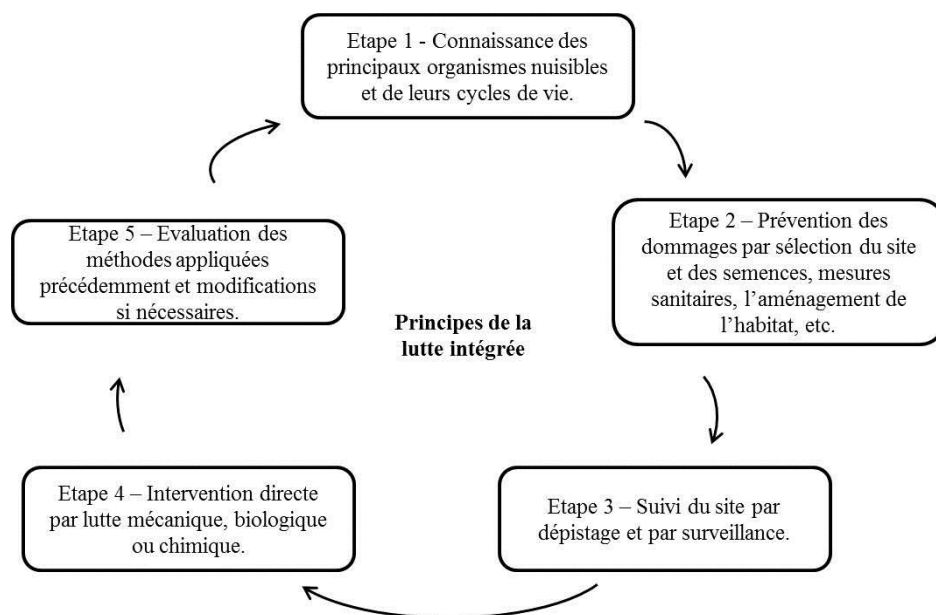 Etape 1 - Connaissance des
principaux organismes nuisibles
et de leurs cycles de vie.
Etape 2 – Prévention des
dommages par sélection du site
et des semences, mesures
sanitaires, l’aménagement de
l’habitat, etc.
Etape 3 – Suivi du site par
dépistage et par surveillance.
Etape 4 – Intervention directe
par lutte mécanique, biologique
ou chimique.
Etape 5 – Evaluation des
méthodes appliquées
précédemment et modifications
si nécessaires.
Principes de la
lutte intégrée